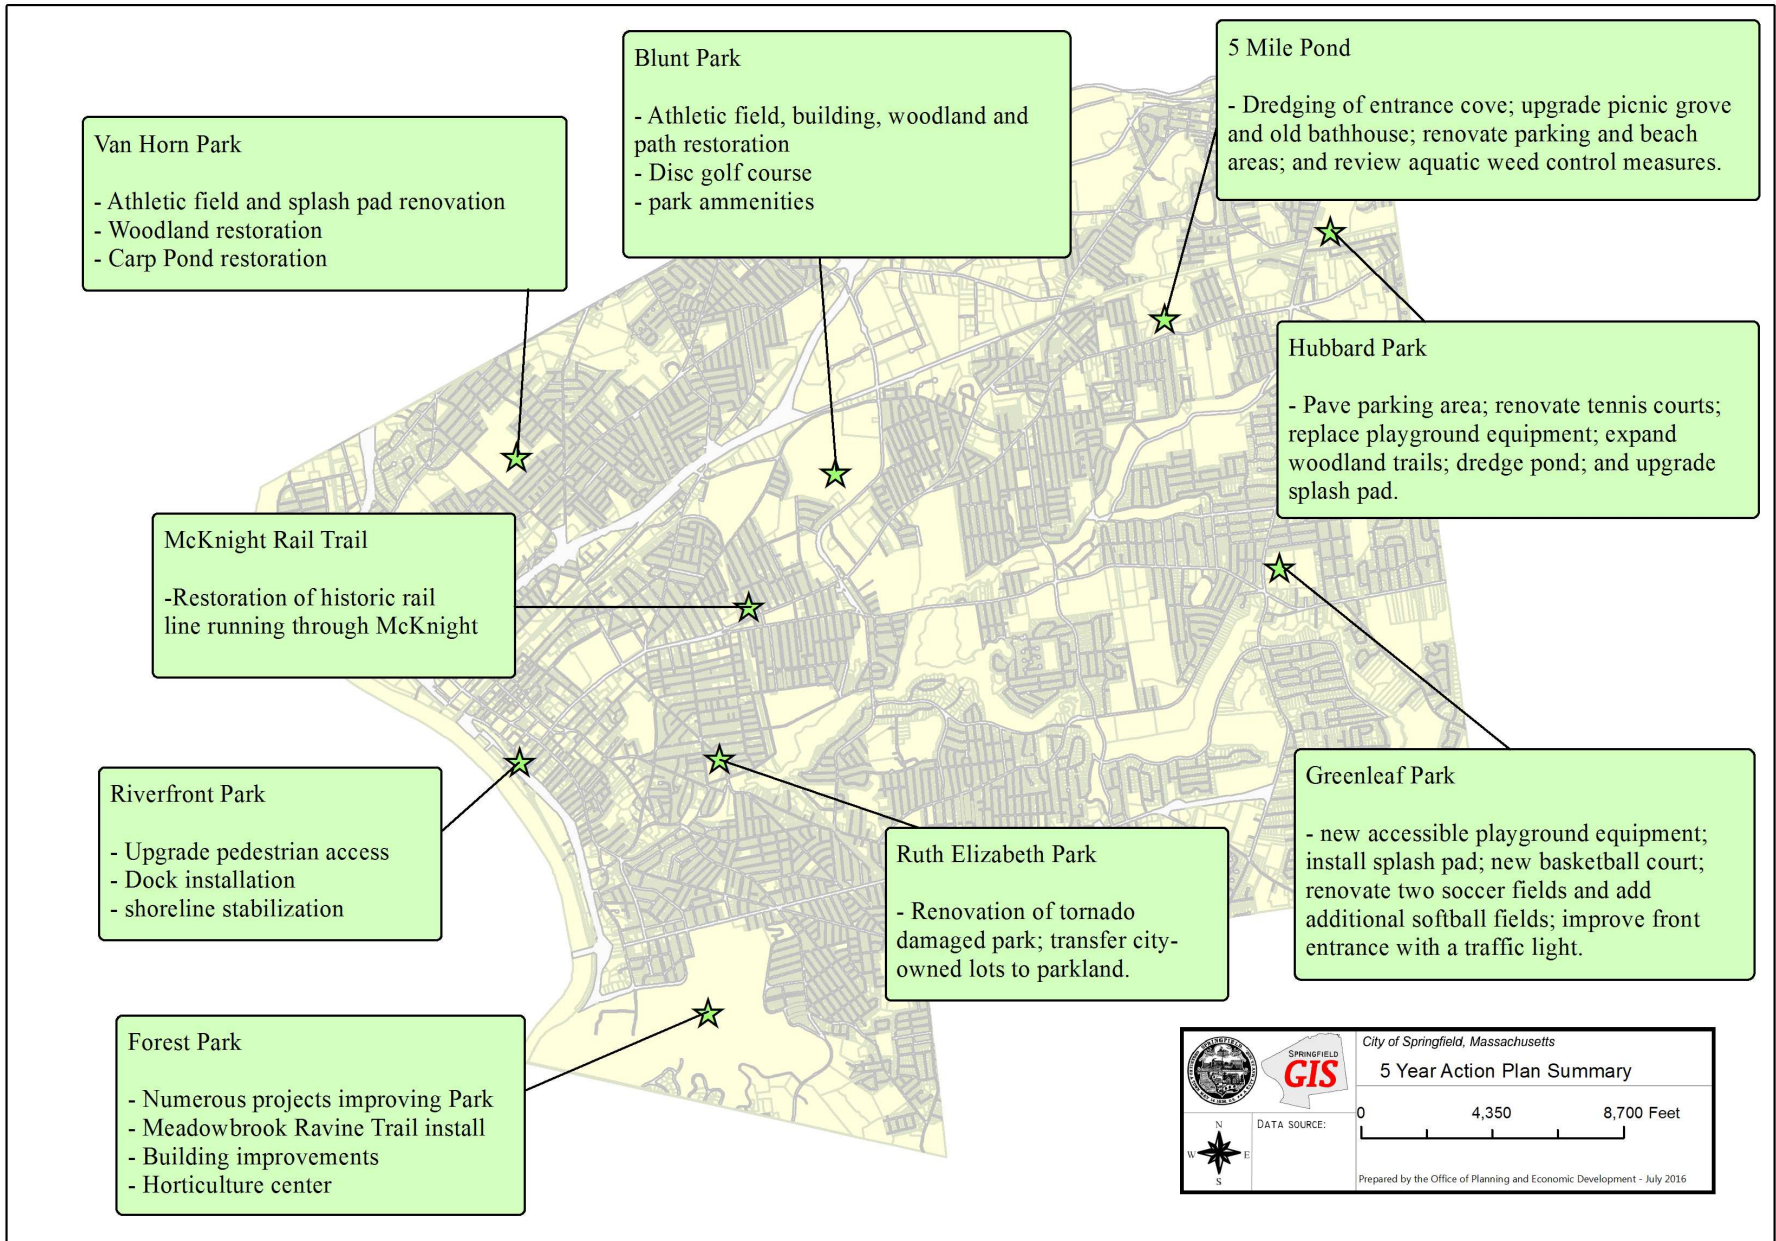 Van Horn Park
- Athletic field and splash pad renovation
- Woodland restoration
- Carp Pond restoration
Blunt Park
- Athletic field, building, woodland and
path restoration
- Disc golf course
- park ammenities
5 Mile Pond
- Dredging of entrance cove; upgrade picnic grove
and old bathhouse; renovate parking and beach
areas; and review aquatic weed control measures.
Hubbard Park
- Pave parking area; renovate tennis courts;
replace playground equipment; expand
woodland trails; dredge pond; and upgrade
splash pad.
McKnight Rail Trail
-Restoration of historic rail
line running through McKnight
Riverfront Park
- Upgrade pedestrian access
- Dock installation
- shoreline stabilization
Ruth Elizabeth Park
- Renovation of tornado
damaged park; transfer city-
owned lots to parkland.
Greenleaf Park
- new accessible playground equipment;
install splash pad; new basketball court;
renovate two soccer fields and add
additional softball fields; improve front
entrance with a traffic light.
Forest Park
- Numerous projects improving Park
- Meadowbrook Ravine Trail install
- Building improvements
- Horticulture center
SPRINGFIELD
GIS
City of Springfield, Massachusetts
5 Year Action Plan Summary
0 4,350 8,700 Feet
N
W E
S
DATA SOURCE:
Prepared by the Office of Planning and Economic Development - July 2016